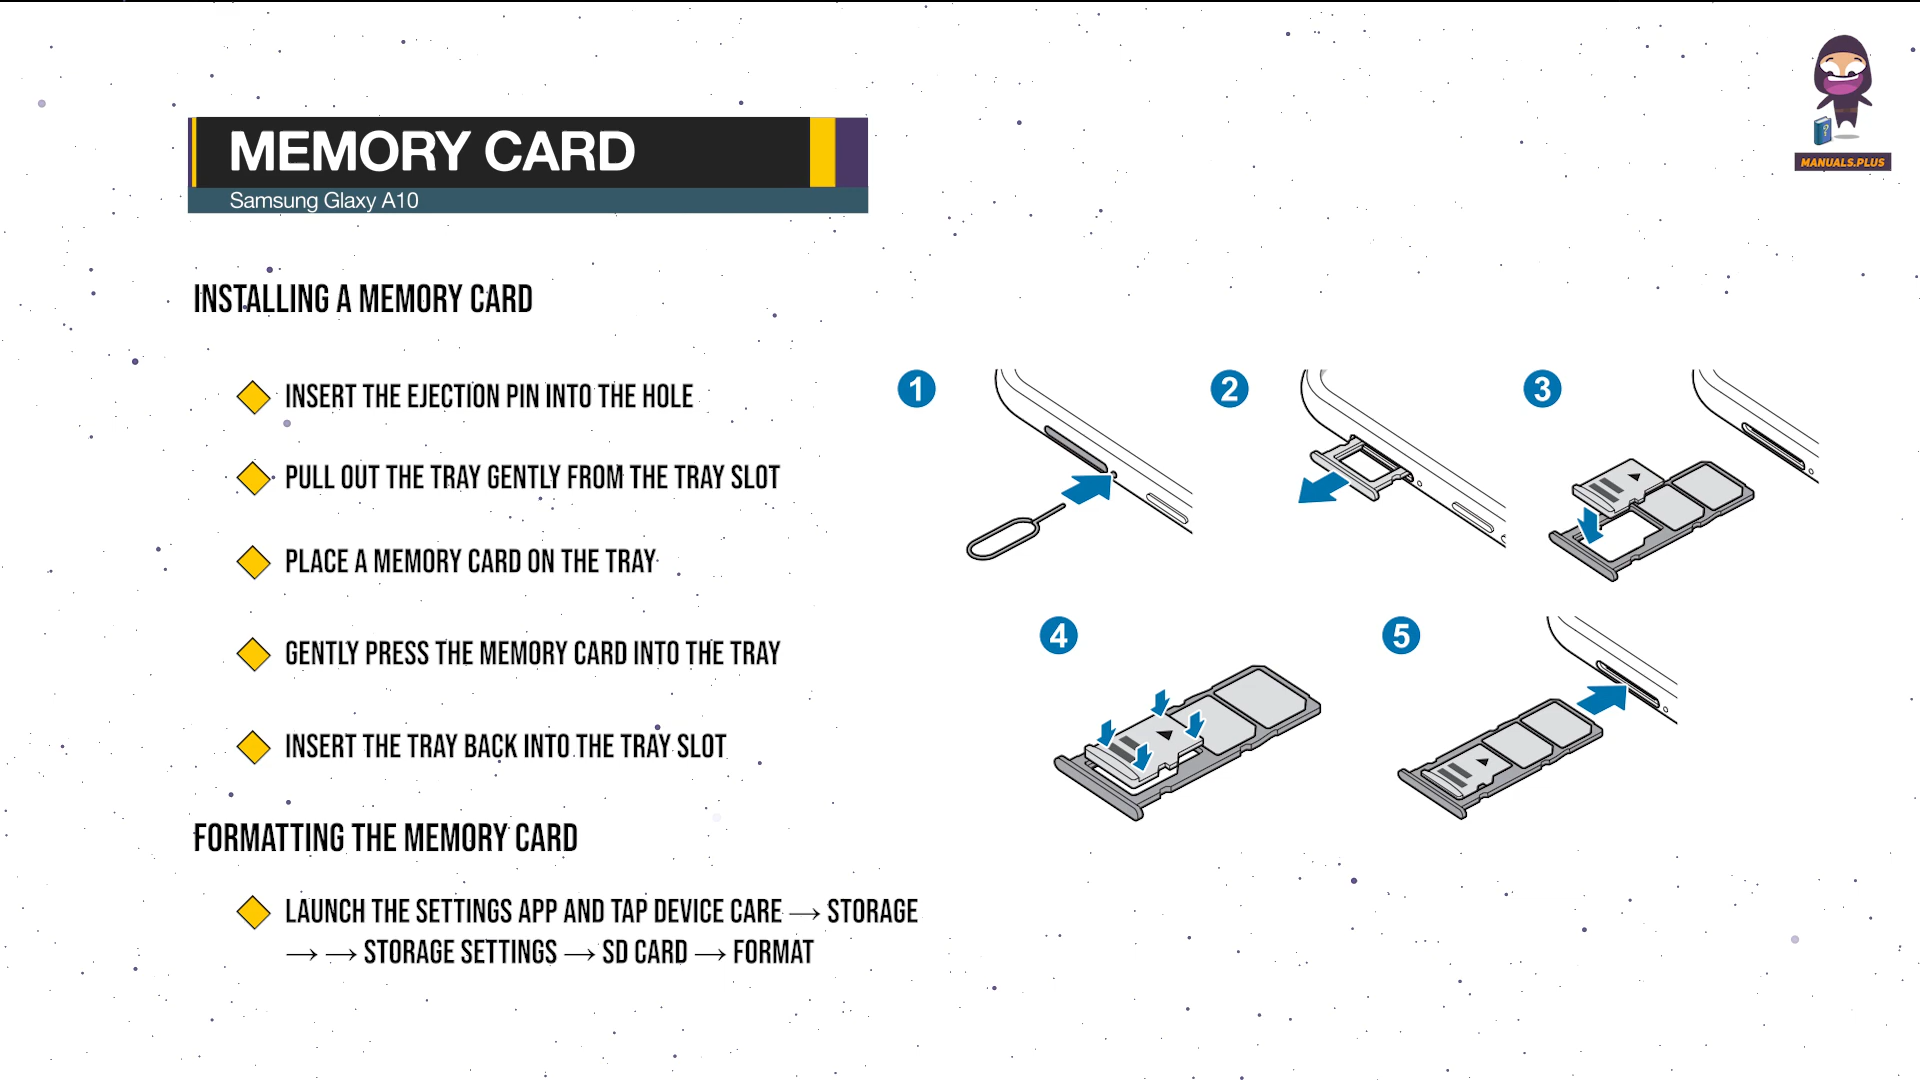 MEMORY CARD
Samsung Glaxy A10
MANUALS.PLUS
INSTALLING A MEMORY CARD
INSERT THE EJECTION PIN INTO THE HOLE
PULL OUT THE TRAY GENTLY FROM THE TRAY SLOT
PLACE A MEMORY CARD ON THE TRAY
GENTLY PRESS THE MEMORY CARD INTO THE TRAY
INSERT THE TRAY BACK INTO THE TRAY SLOT
1
2
3
4
5
FORMATTING THE MEMORY CARD
LAUNCH THE SETTINGS APP AND TAP DEVICE CARE → STORAGE
→ → STORAGE SETTINGS → SD CARD → FORMAT